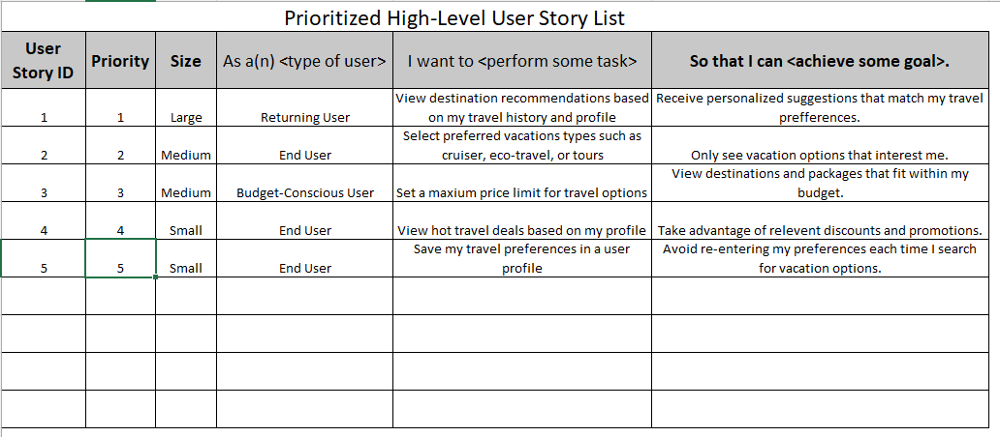 Prioritized High-Level User Story List
User Story ID Priority Size As a(n) <type of user> I want to <perform some task> So that I can <achieve some goal>.
1 1 Large Returning User View destination recommendations based on my travel history and profile Receive personalized suggestions that match my travel prefferences.
2 2 Medium End User Select preferred vacations types such as cruiser, eco-travel, or tours Only see vacation options that interest me.
3 3 Medium Budget-Conscious User Set a maxium price limit for travel options View destinations and packages that fit within my budget.
4 4 Small End User View hot travel deals based on my profile Take advantage of relevent discounts and promotions.
5 5 Small End User Save my travel preferences in a user profile Avoid re-entering my preferences each time I search for vacation options.